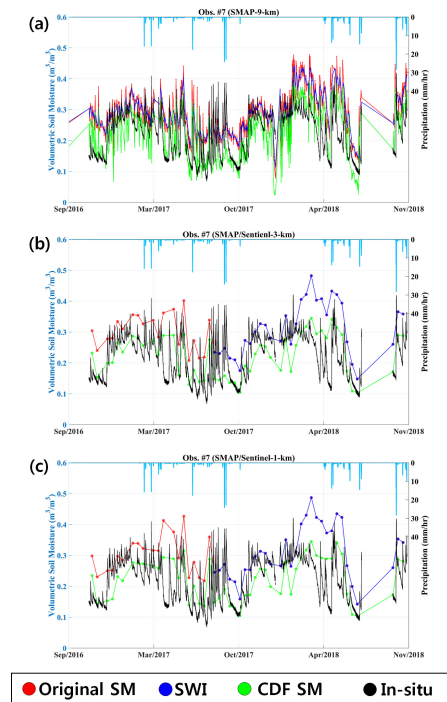 (a)
Obs. #7 (SMAP-9-km)
Volumetric Soil Moisture (m³/m³)
0.6
0.5
0.4
0.3
0.2
0.1
0
Sep/2016
Mar/2017
Oct/2017
Apr/2018
Nov/2018
0
10
20
30
40
Precipitation (mm/hr)
(b)
Obs. #7 (SMAP/Sentienl-3-km)
Volumetric Soil Moisture (m³/m³)
0.6
0.5
0.4
0.3
0.2
0.1
0
Sep/2016
Mar/2017
Oct/2017
Apr/2018
Nov/2018
0
10
20
30
40
Precipitation (mm/hr)
(c)
Obs. #7 (SMAP/Sentinel-1-km)
Volumetric Soil Moisture (m³/m³)
0.6
0.5
0.4
0.3
0.2
0.1
0
Sep/2016
Mar/2017
Oct/2017
Apr/2018
Nov/2018
0
10
20
30
40
Precipitation (mm/hr)
Original SM SWI CDF SM In-situ